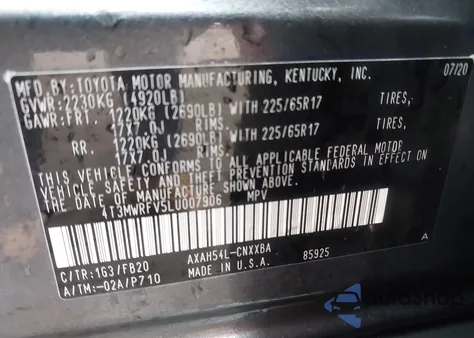 MFD. BY: TOYOTA MOTOR MANUFACTURING, KENTUCKY, INC. 07/20
GVWR: 2230KG (4920LB)
GAWR: FRT. 1220KG (2690LB) WITH 225/65R17 TIRES,
17X7.0J RIMS
RR. 1220KG (2690LB) WITH 225/65R17 TIRES,
17X7.0J RIMS
THIS VEHICLE CONFORMS TO ALL APPLICABLE FEDERAL MOTOR
VEHICLE SAFETY AND THEFT PREVENTION STANDARDS IN EFFECT ON
THE DATE OF MANUFACTURE SHOWN ABOVE.
4T3MWRFV5LU007906 MPV
C/TR: 1G3/FB20 AXAH54L-CNXXBA 85925 A
A/TM: -02A/P710 MADE IN U.S.A.